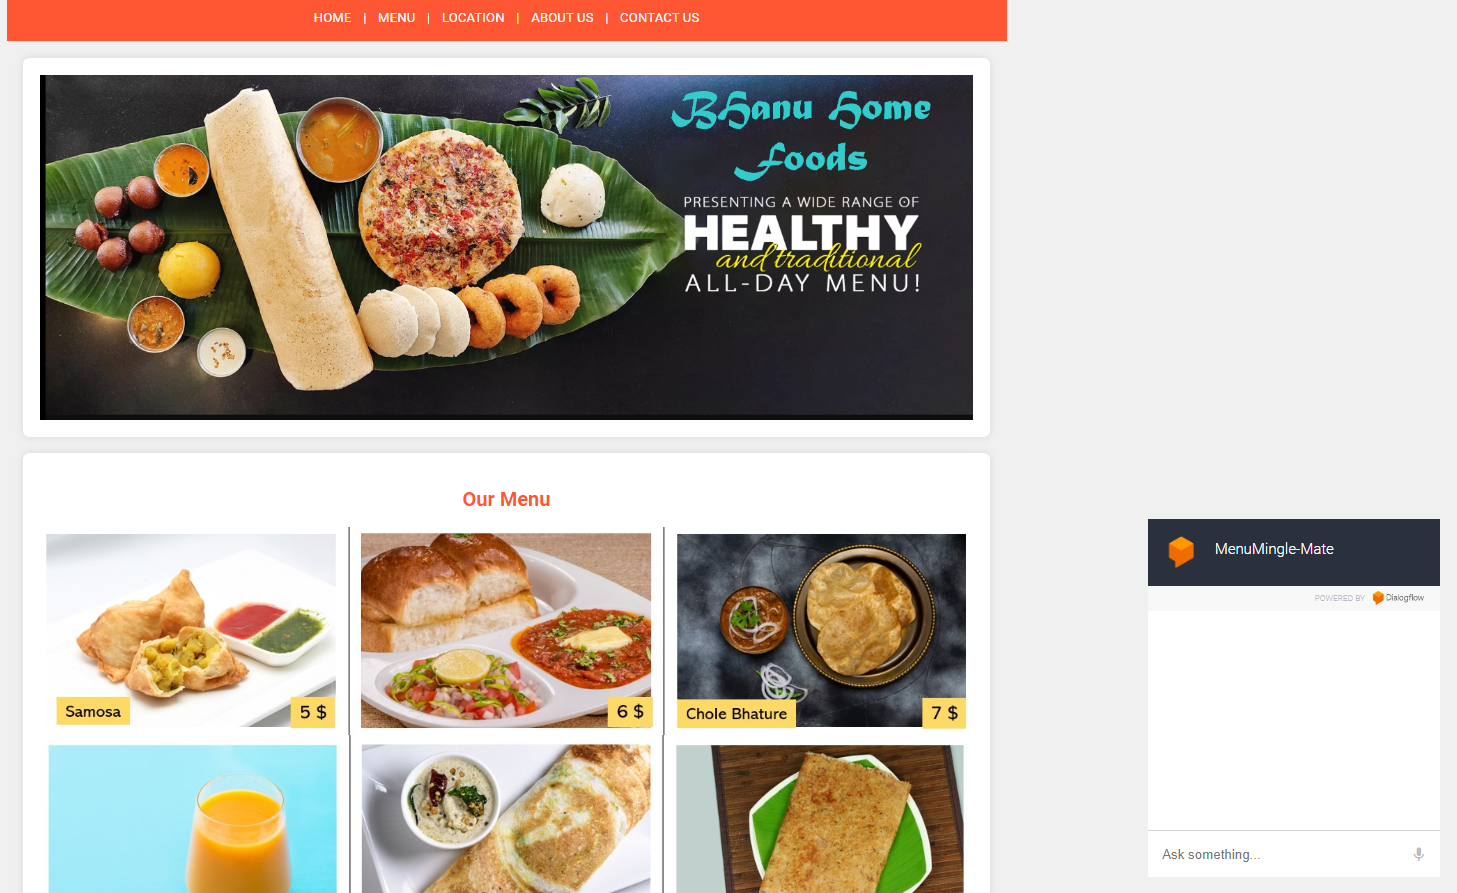 HOME | MENU | LOCATION | ABOUT US | CONTACT US
BHanu Home
Foods
PRESENTING A WIDE RANGE OF
HEALTHY
and traditional
ALL-DAY MENU!
Our Menu
Samosa
5 $
6 $
Chole Bhature
7 $
MenuMingle-Mate
POWERED BY Dialogflow
Ask something...